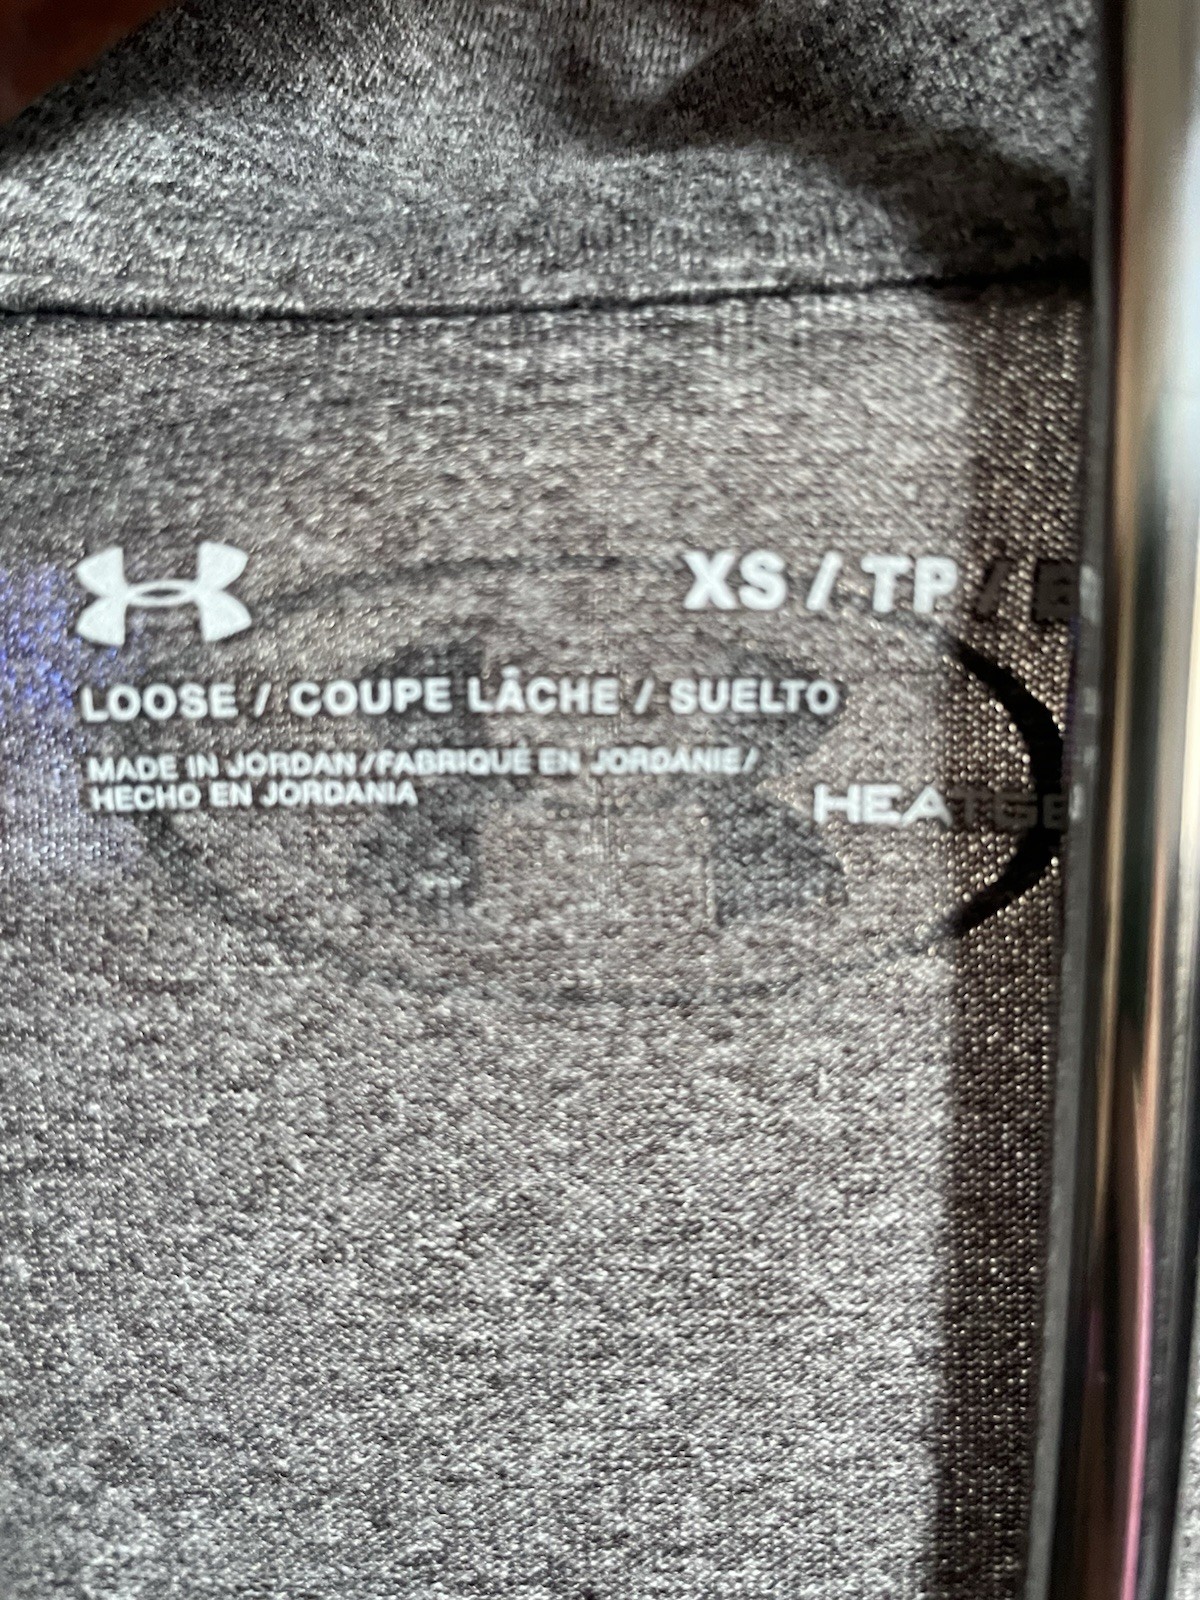 XS / TP /
LOOSE / COUPE LÂCHE / SUELTO
MADE IN JORDAN / FABRIQUÉ EN JORDANIE /
HECHO EN JORDANIA